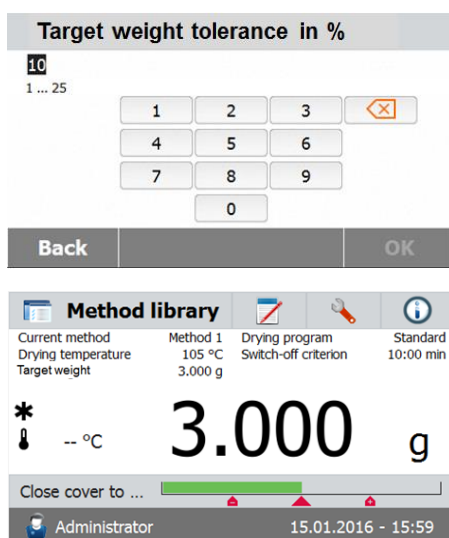 Target weight tolerance in %
10
1 ... 25
1 2 3
4 5 6
7 8 9
0
Back OK
Method library
Current method Method 1 Drying program Standard
Drying temperature 105 °C Switch-off criterion 10:00 min
Target weight 3.000 g
-- °C 3.000 g
Close cover to ...
Administrator 15.01.2016 - 15:59